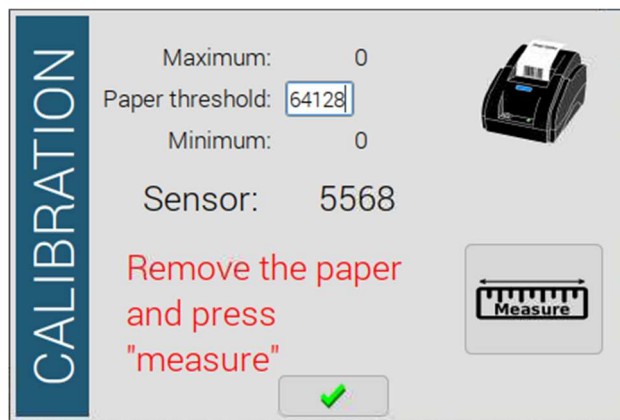 CALIBRATION
Maximum: 0
Paper threshold: 64128
Minimum: 0
Sensor: 5568
Remove the paper
and press
"measure"
Measure